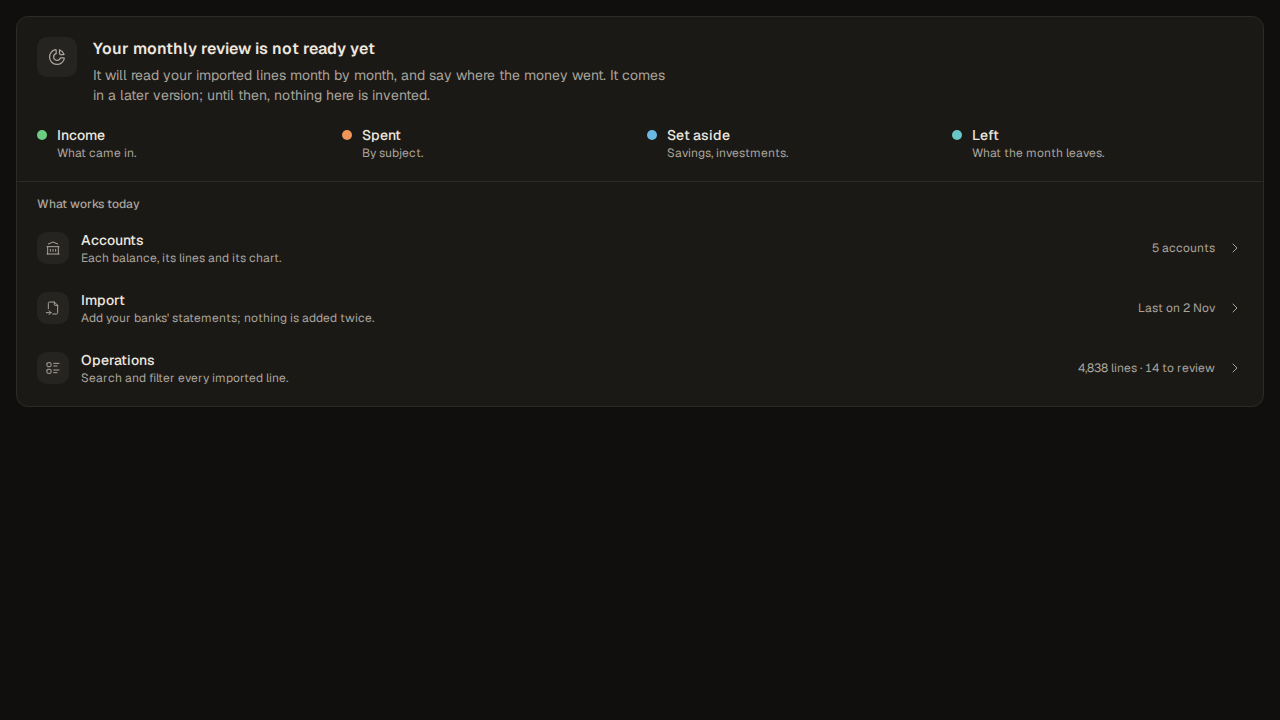 Your monthly review is not ready yet
It will read your imported lines month by month, and say where the money went. It comes
in a later version; until then, nothing here is invented.
Income
What came in.
Spent
By subject.
Set aside
Savings, investments.
Left
What the month leaves.
What works today
Accounts
Each balance, its lines and its chart.
5 accounts
Import
Add your banks' statements; nothing is added twice.
Last on 2 Nov
Operations
Search and filter every imported line.
4,838 lines · 14 to review